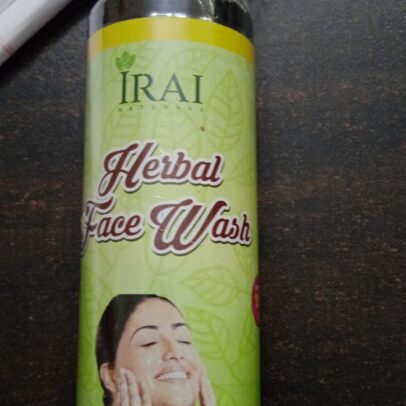 IRAI
NATURALS
Herbal
Face Wash